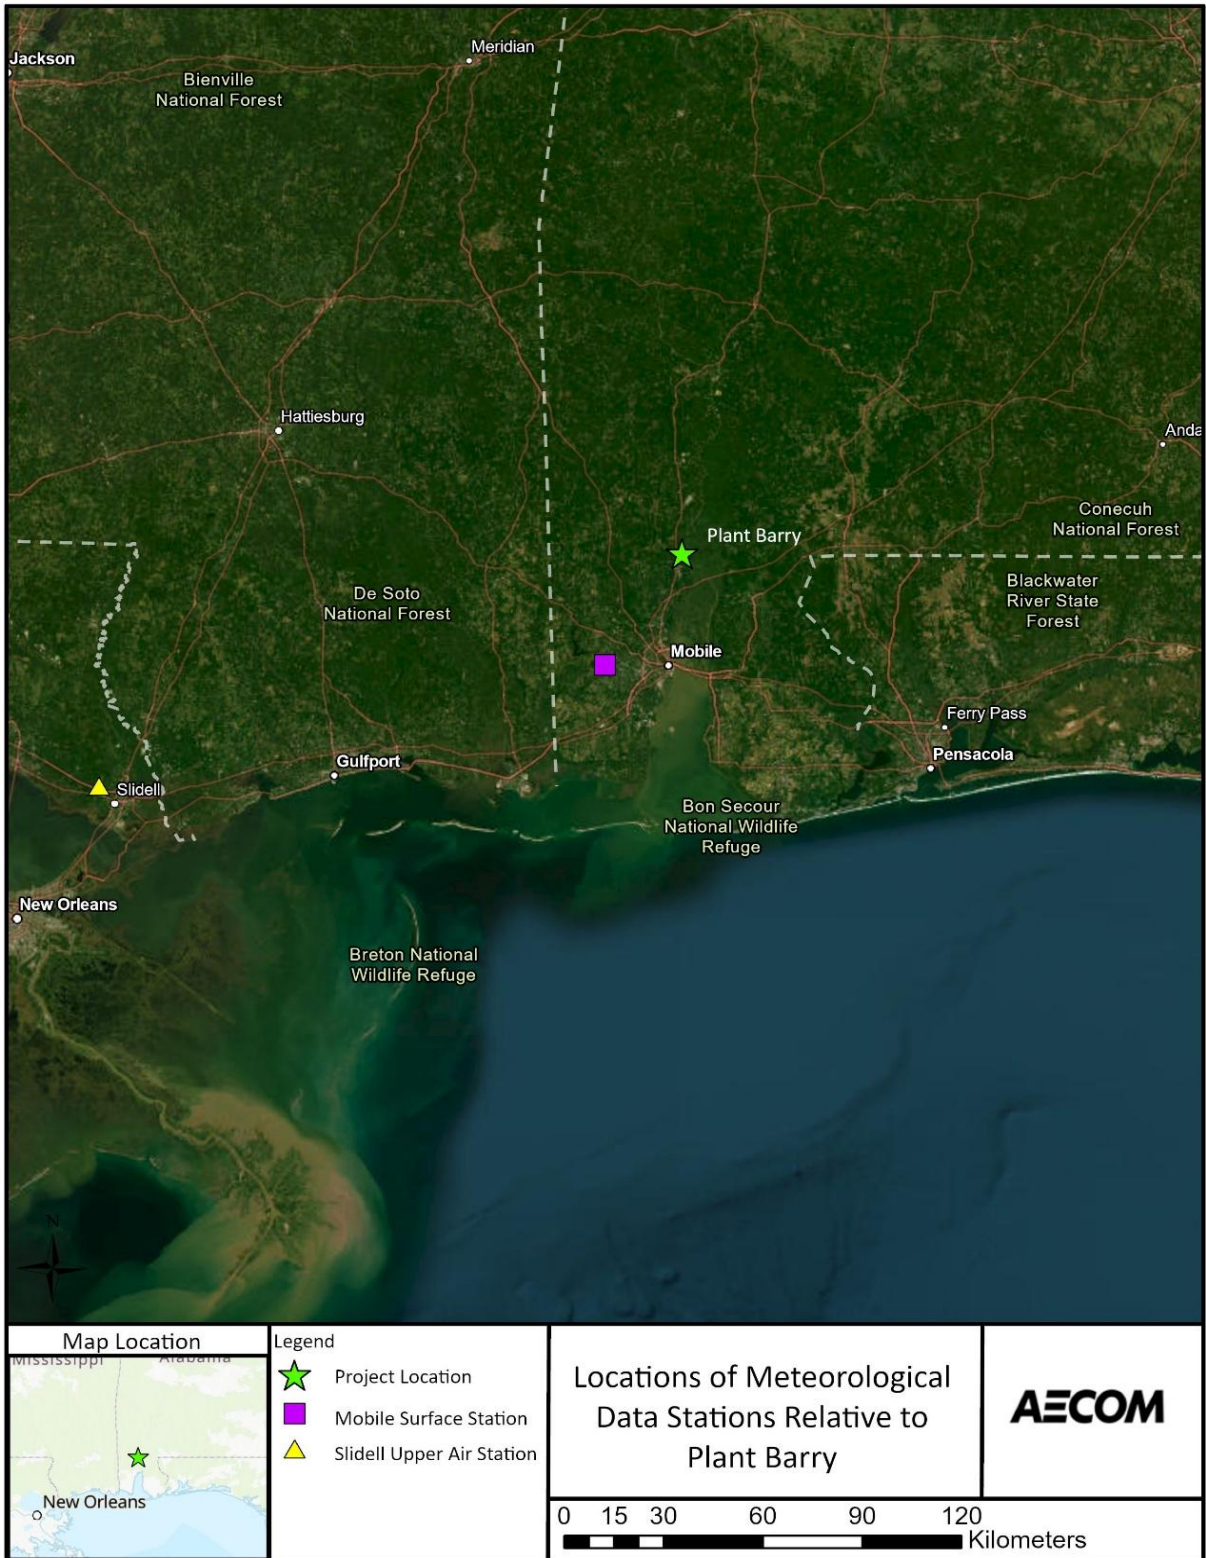 Jackson
Meridian
Bienville
National Forest
Hattiesburg
Anda
Conecuh
National Forest
Plant Barry
Blackwater
River State
Forest
De Soto
National Forest
Mobile
Ferry Pass
Pensacola
Gulfport
Slidell
Bon Secour
National Wildlife
Refuge
New Orleans
Breton National
Wildlife Refuge
N
Map Location
Mississippi Alabama
New Orleans
Legend
Project Location
Mobile Surface Station
Slidell Upper Air Station
Locations of Meteorological
Data Stations Relative to
Plant Barry
AECOM
0 15 30 60 90 120
Kilometers